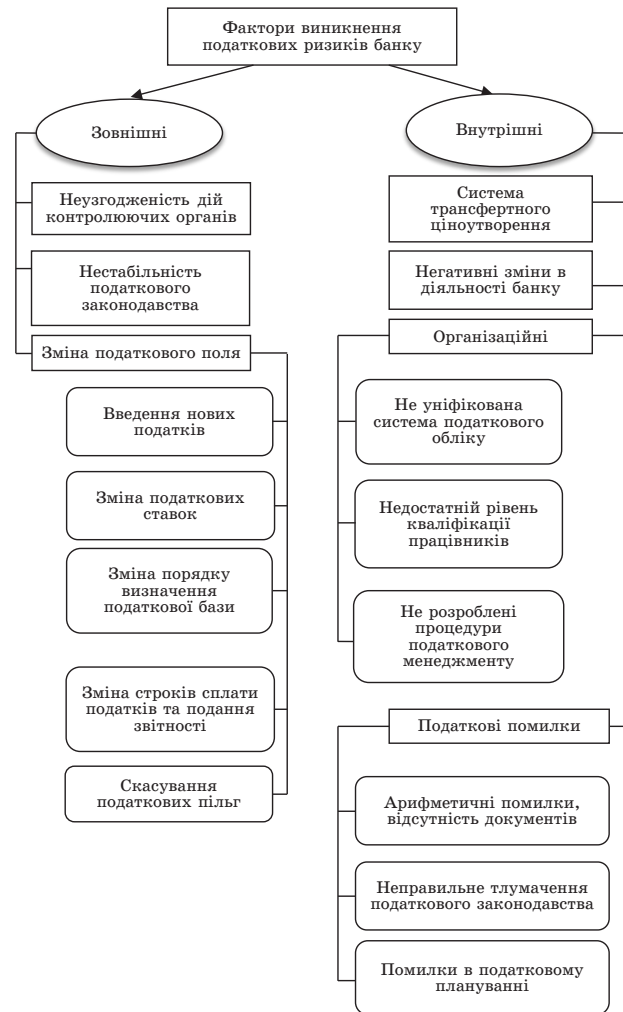 Фактори виникнення
податкових ризиків банку
Зовнішні
Неузгодженість дій
контролюючих органів
Нестабільність
податкового
законодавства
Зміна податкового поля
Введення нових
податків
Зміна податкових
ставок
Зміна порядку
визначення
податкової бази
Зміна строків сплати
податків та подання
звітності
Скасування
податкових пільг
Внутрішні
Система
трансфертного
ціноутворення
Негативні зміни в
діяльності банку
Організаційні
Не уніфікована
система податкового
обліку
Недостатній рівень
кваліфікації
працівників
Не розроблені
процедури
податкового
менеджменту
Податкові помилки
Арифметичні помилки,
відсутність документів
Неправильне тлумачення
податкового законодавства
Помилки в податковому
плануванні